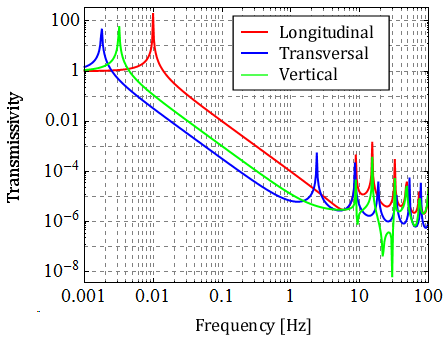 100
1
0.01
10⁻⁴
10⁻⁶
10⁻⁸
Transmissivity
Longitudinal
Transversal
Vertical
0.001 0.01 0.1 1 10 100
Frequency [Hz]